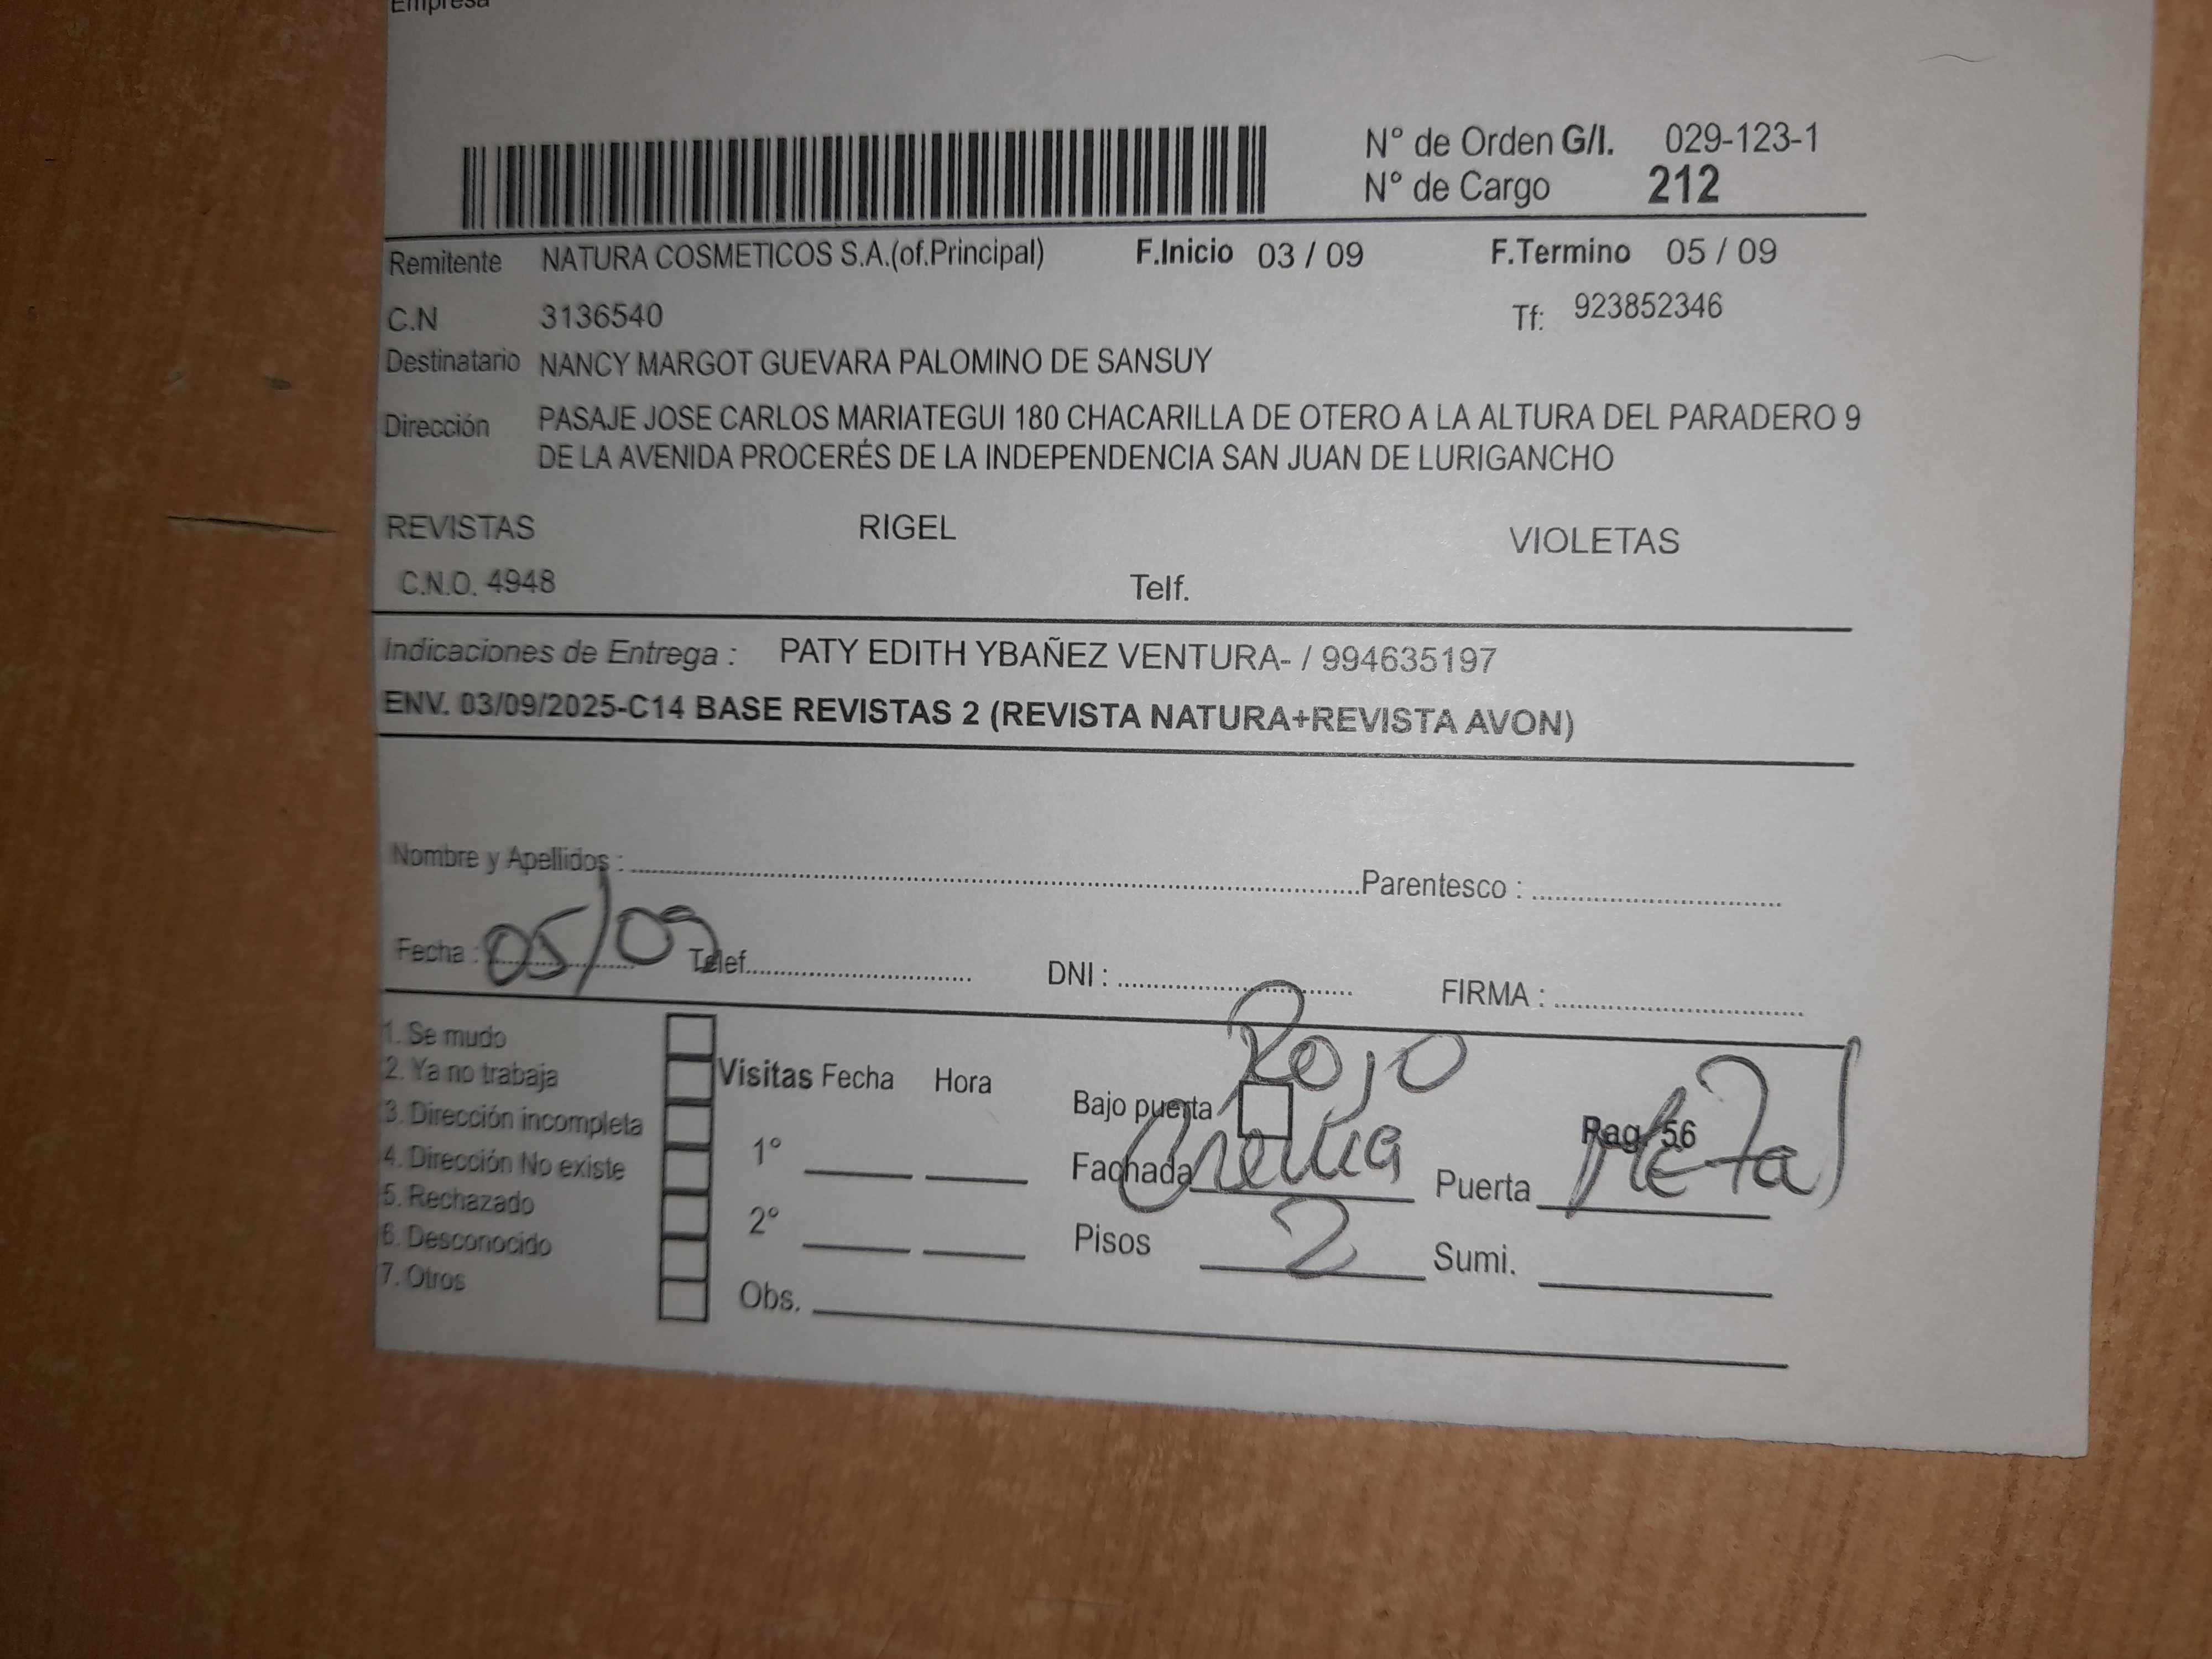 Empresa
N° de Orden G/I. 029-123-1
N° de Cargo 212
Remitente NATURA COSMETICOS S.A.(of.Principal) F.Inicio 03 / 09 F.Termino 05 / 09
C.N 3136540 Tf: 923852346
Destinatario NANCY MARGOT GUEVARA PALOMINO DE SANSUY
Dirección PASAJE JOSE CARLOS MARIATEGUI 180 CHACARILLA DE OTERO A LA ALTURA DEL PARADERO 9
DE LA AVENIDA PROCERÉS DE LA INDEPENDENCIA SAN JUAN DE LURIGANCHO
REVISTAS RIGEL VIOLETAS
C.N.O. 4948 Telf.
Indicaciones de Entrega : PATY EDITH YBAÑEZ VENTURA- / 994635197
ENV. 03/09/2025-C14 BASE REVISTAS 2 (REVISTA NATURA+REVISTA AVON)
Nombre y Apellidos : Parentesco :
Fecha : 05/09 Telef. DNI : FIRMA :
1. Se mudo
2. Ya no trabaja
3. Dirección incompleta
4. Dirección No existe
5. Rechazado
6. Desconocido
7. Otros
Visitas Fecha Hora
1°
2°
Obs.
Rojo
Bajo puerta Pag. 56
Fachada Crema Puerta Metal
Pisos 2 Sumi.